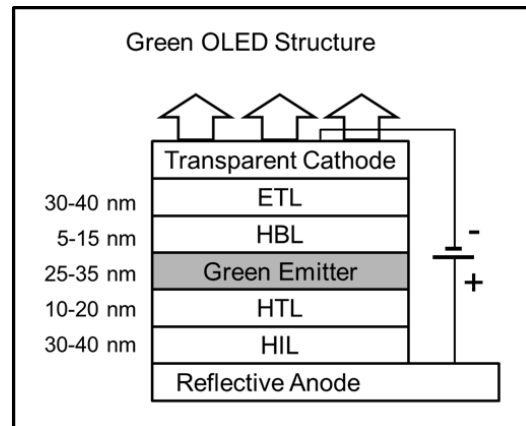 Green OLED Structure
Transparent Cathode
30-40 nm ETL
5-15 nm HBL
25-35 nm Green Emitter
10-20 nm HTL
30-40 nm HIL
Reflective Anode
-
+